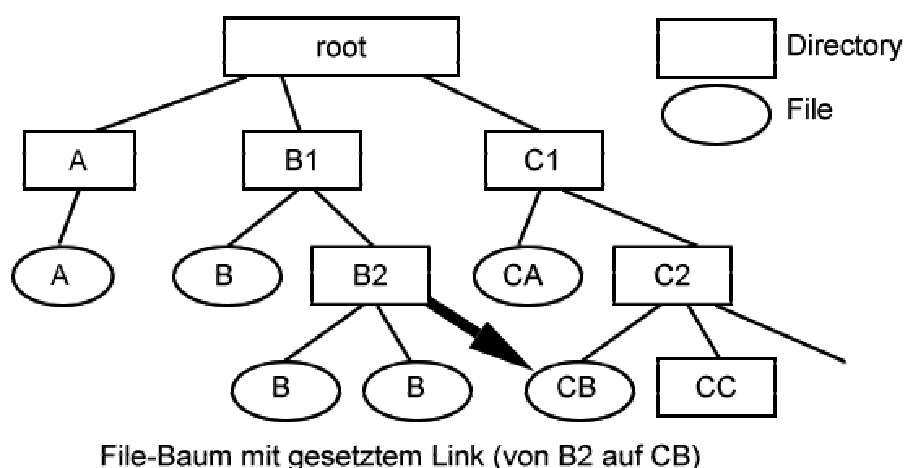 root
Directory
File
A
B1
C1
A
B
B2
CA
C2
B
B
CB
CC
File-Baum mit gesetztem Link (von B2 auf CB)